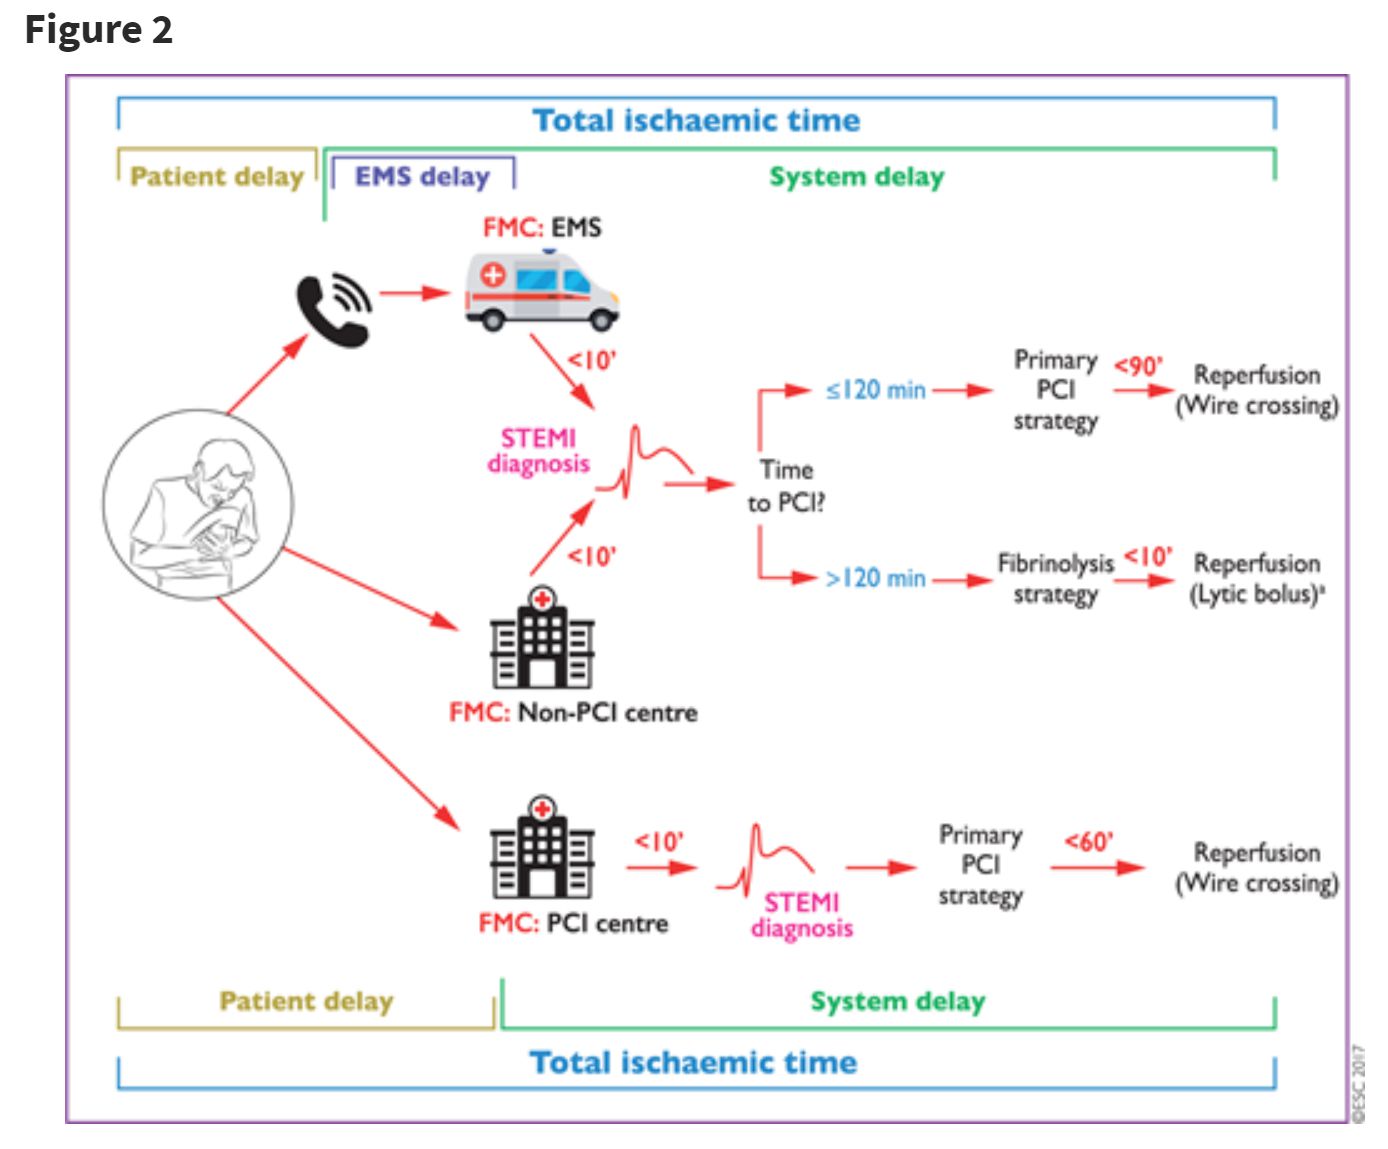 Figure 2
Total ischaemic time
Patient delay
EMS delay
System delay
FMC: EMS
<10’
STEMI
diagnosis
<10’
Time
to PCI?
≤120 min
Primary
PCI
strategy
<90’
Reperfusion
(Wire crossing)
>120 min
Fibrinolysis
strategy
<10’
Reperfusion
(Lytic bolus)ª
FMC: Non-PCI centre
FMC: PCI centre
<10’
STEMI
diagnosis
Primary
PCI
strategy
<60’
Reperfusion
(Wire crossing)
Patient delay
System delay
Total ischaemic time
©ESC 2017